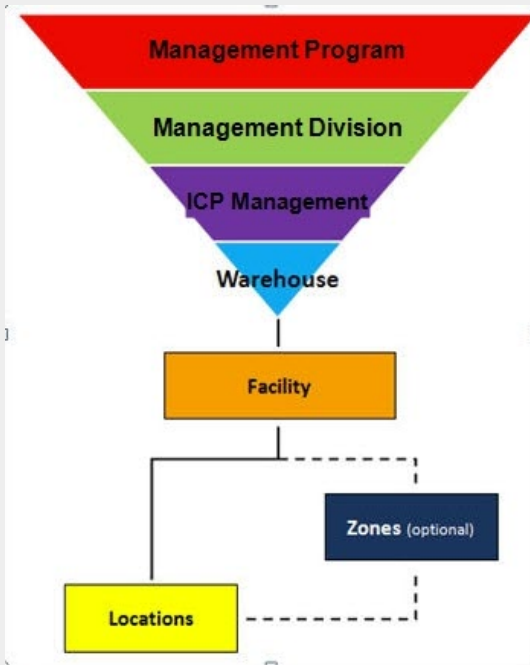 Management Program
Management Division
ICP Management
Warehouse
Facility
Zones (optional)
Locations